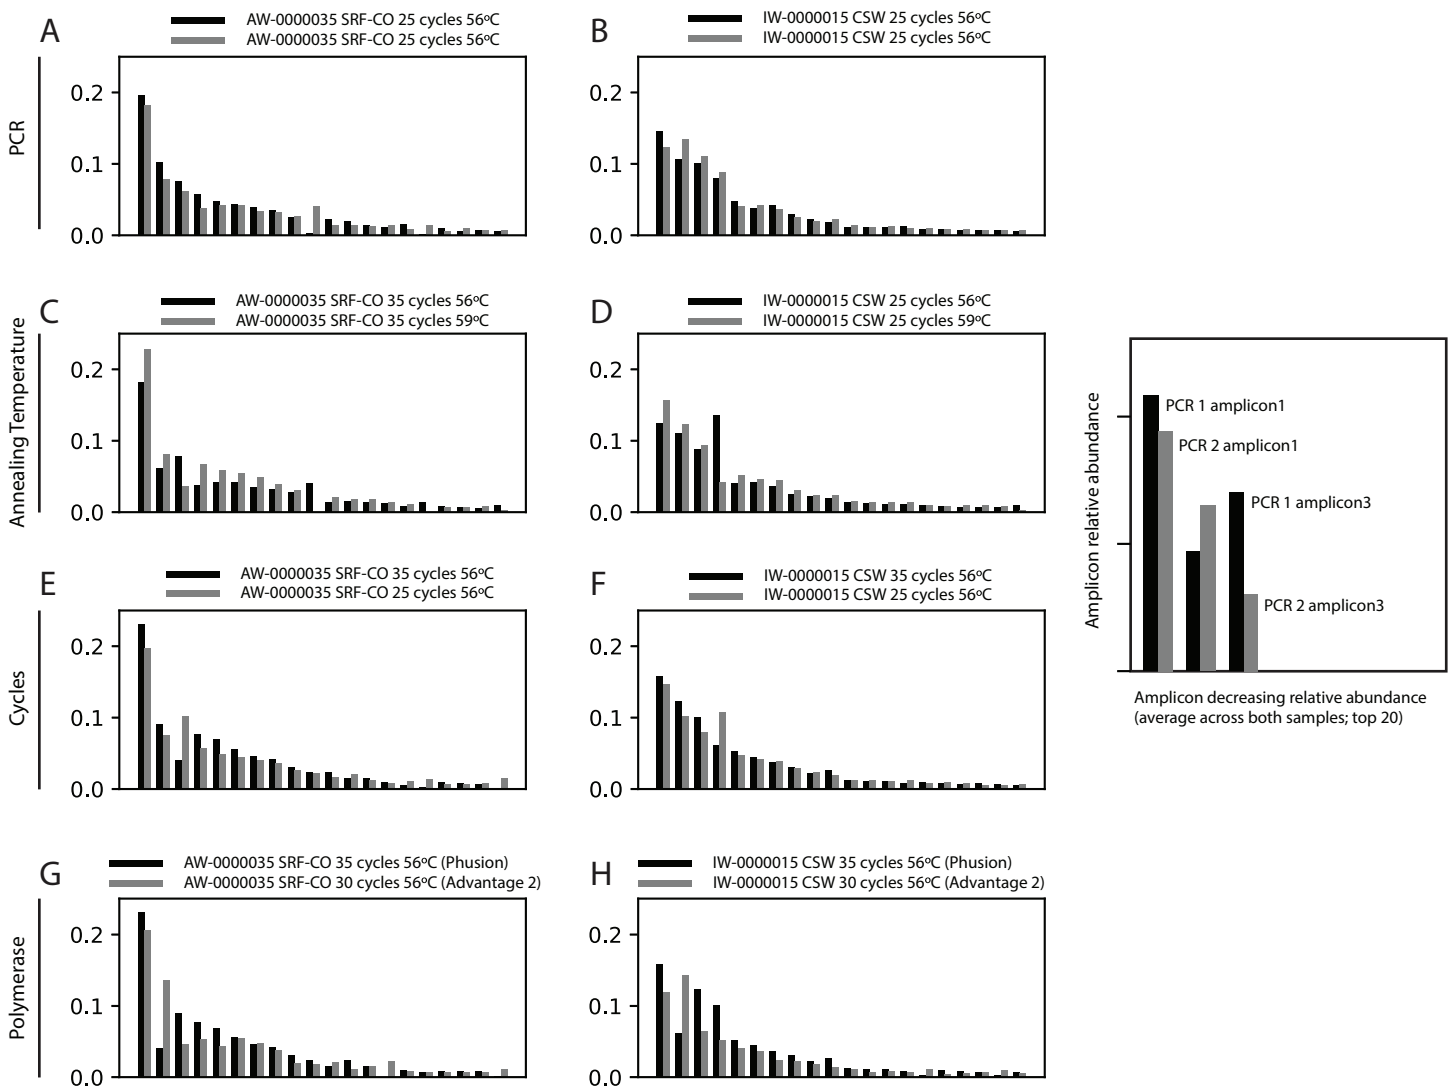 A
AW-0000035 SRF-CO 25 cycles 56ºC
AW-0000035 SRF-CO 25 cycles 56ºC
PCR
0.2
0.1
0.0
B
IW-0000015 CSW 25 cycles 56ºC
IW-0000015 CSW 25 cycles 56ºC
0.2
0.1
0.0
C
AW-0000035 SRF-CO 35 cycles 56ºC
AW-0000035 SRF-CO 35 cycles 59ºC
Annealing Temperature
0.2
0.1
0.0
D
IW-0000015 CSW 25 cycles 56ºC
IW-0000015 CSW 25 cycles 59ºC
0.2
0.1
0.0
Amplicon relative abundance
PCR 1 amplicon1
PCR 2 amplicon1
PCR 1 amplicon3
PCR 2 amplicon3
Amplicon decreasing relative abundance
(average across both samples; top 20)
E
AW-0000035 SRF-CO 35 cycles 56ºC
AW-0000035 SRF-CO 25 cycles 56ºC
Cycles
0.2
0.1
0.0
F
IW-0000015 CSW 35 cycles 56ºC
IW-0000015 CSW 25 cycles 56ºC
0.2
0.1
0.0
G
AW-0000035 SRF-CO 35 cycles 56ºC (Phusion)
AW-0000035 SRF-CO 30 cycles 56ºC (Advantage 2)
Polymerase
0.2
0.1
0.0
H
IW-0000015 CSW 35 cycles 56ºC (Phusion)
IW-0000015 CSW 30 cycles 56ºC (Advantage 2)
0.2
0.1
0.0